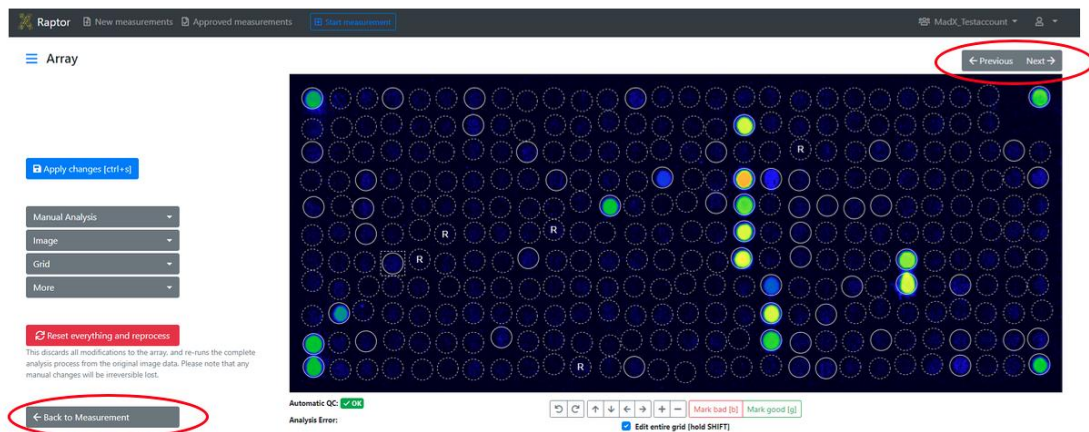 Raptor New measurements Approved measurements Start measurement MadX_Testaccount
Array
← Previous Next →
Apply changes [ctrl+s]
Manual Analysis
Image
Grid
More
R
R
R
R
R
Reset everything and reprocess
This discards all modifications to the array, and re-runs the complete
analysis process from the original image data. Please note that any
manual changes will be irreversible lost.
← Back to Measurement
Automatic QC: OK
Analysis Error:
Mark bad [b] Mark good [g]
Edit entire grid [hold SHIFT]